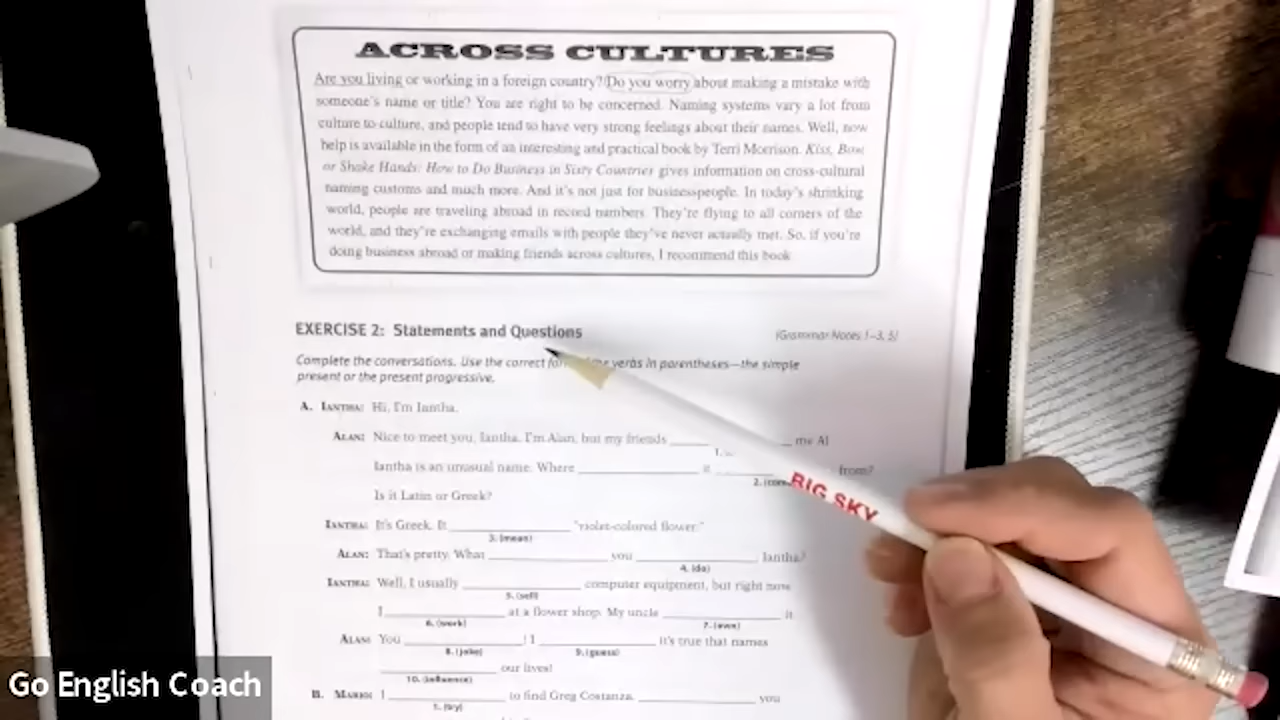 ACROSS CULTURES
Are you living or working in a foreign country? Do you worry about making a mistake with
someone's name or title? You are right to be concerned. Naming systems vary a lot from
culture to culture, and people tend to have very strong feelings about their names. Well, now
help is available in the form of an interesting and practical book by Terri Morrison. Kiss, Bow,
or Shake Hands: How to Do Business in Sixty Countries gives information on cross-cultural
naming customs and much more. And it's not just for businesspeople. In today's shrinking
world, people are traveling abroad in record numbers. They're flying to all corners of the
world, and they're exchanging emails with people they've never actually met. So, if you're
doing business abroad or making friends across cultures, I recommend this book
EXERCISE 2: Statements and Questions (Grammar Notes 1–3, 5)
Complete the conversations. Use the correct verbs in parentheses—the simple
present or the present progressive.
A. IANTHA: Hi, I'm Iantha.
ALAN: Nice to meet you, Iantha. I'm Alan, but my friends me Al
1.
Iantha is an unusual name. Where it from?
2.
Is it Latin or Greek?
IANTHA: It's Greek. It "violet-colored flower."
3. (mean)
ALAN: That's pretty. What you Iantha?
4. (do)
IANTHA: Well, I usually computer equipment, but right now
5. (sell)
I at a flower shop. My uncle it
6. (work) 7. (own)
ALAN: You ! I it's true that names
8. (joke) 9. (guess)
our lives!
10. (influence)
B. MARIO: I to find Greg Costanza. you
1. (try)
BIG SKY
Go English Coach